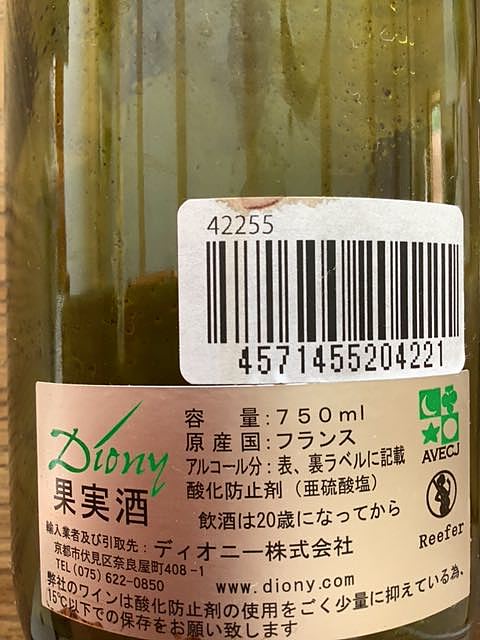 42255
4571455204221
Diony
果実酒
容量:750ml
原産国:フランス
アルコール分:表、裏ラベルに記載
酸化防止剤(亜硫酸塩)
飲酒は20歳になってから
AVECJ
Reefer
輸入業者及び引取先:ディオニー株式会社
京都市伏見区奈良屋町408-1
TEL(075)622-0850
www.diony.com
弊社のワインは酸化防止剤の使用をごく少量に抑えている為、
15℃以下での保存をお願い致します